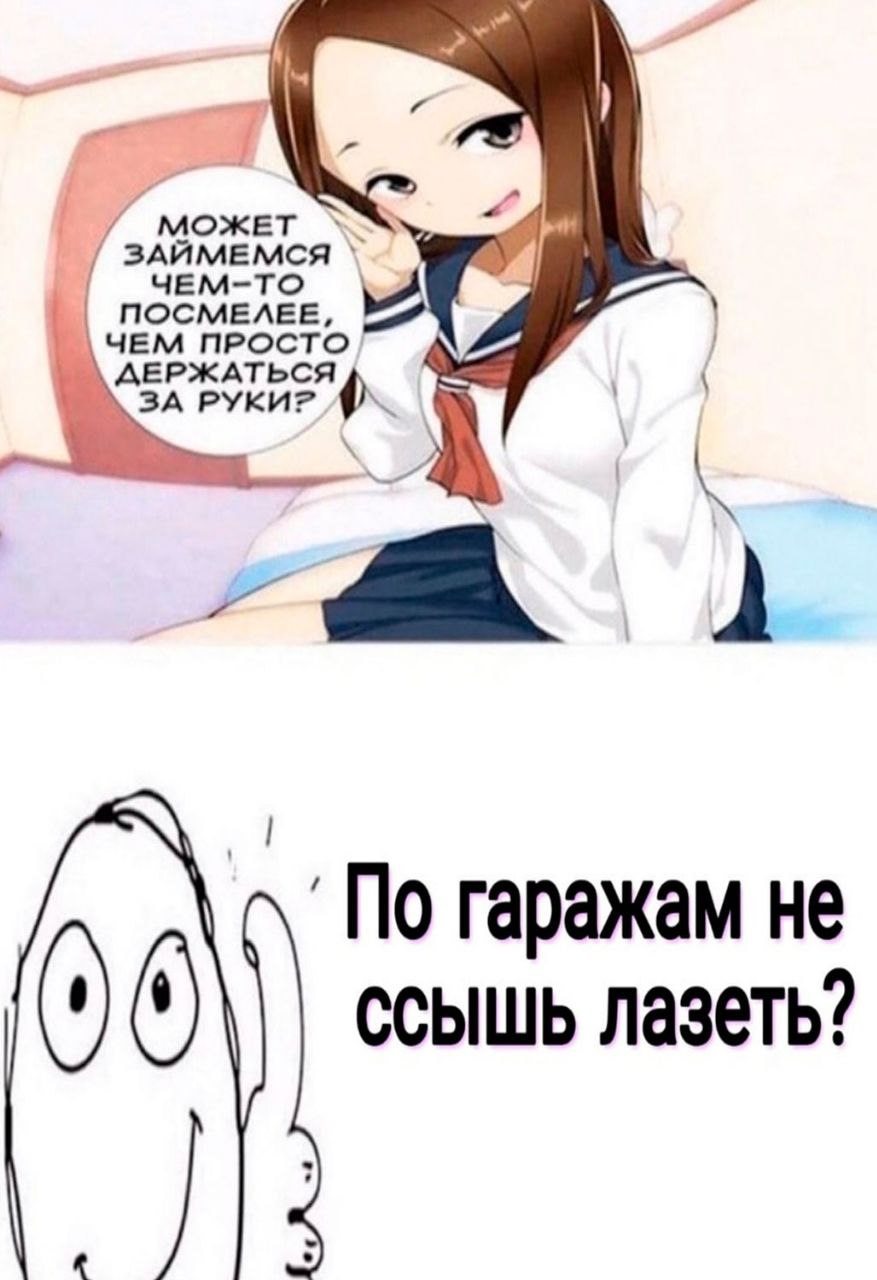 МОЖЕТ
ЗАЙМЕМСЯ
ЧЕМ-ТО
ПОСМЕЛЕЕ,
ЧЕМ ПРОСТО
ДЕРЖАТЬСЯ
ЗА РУКИ?
По гаражам не
ссышь лазеть?